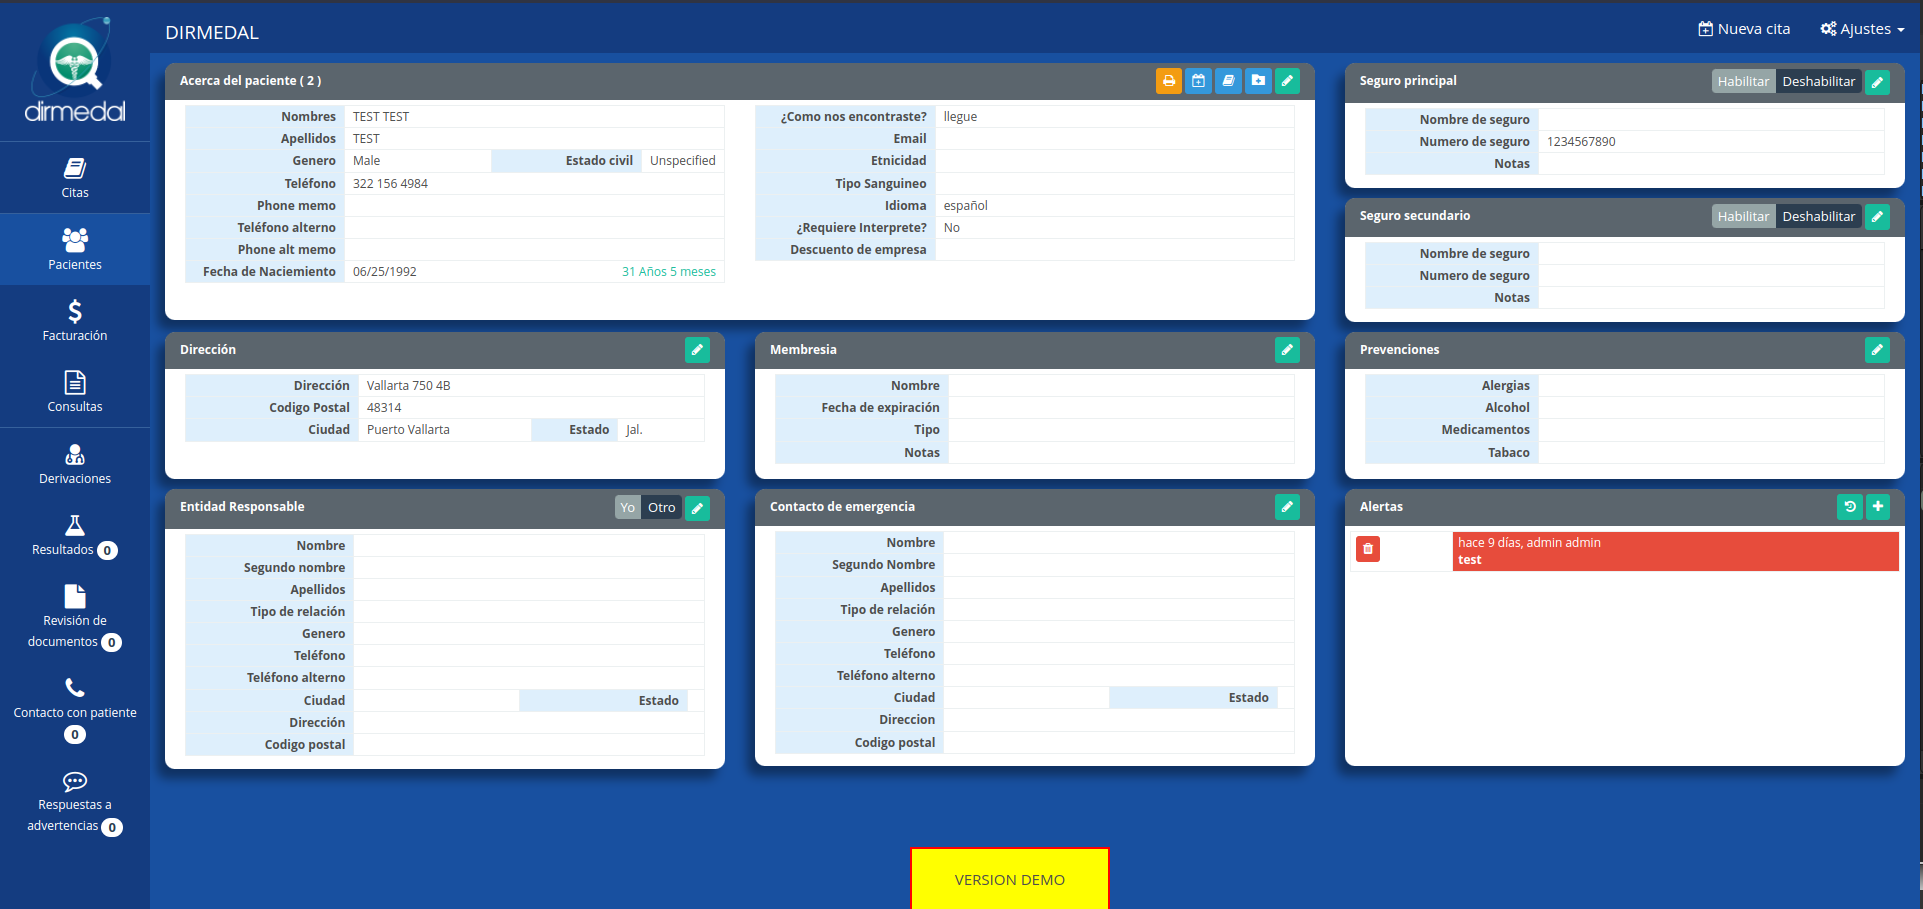 dirmedal
DIRMEDAL
Nueva cita
Ajustes
Citas
Pacientes
Facturación
Consultas
Derivaciones
Resultados 0
Revisión de
documentos 0
Contacto con patiente
0
Respuestas a
advertencias 0
Acerca del paciente ( 2 )
Nombres TEST TEST
Apellidos TEST
Genero Male Estado civil Unspecified
Teléfono 322 156 4984
Phone memo
Teléfono alterno
Phone alt memo
Fecha de Naciemiento 06/25/1992 31 Años 5 meses
¿Como nos encontraste? llegue
Email
Etnicidad
Tipo Sanguineo
Idioma español
¿Requiere Interprete? No
Descuento de empresa
Seguro principal Habilitar Deshabilitar
Nombre de seguro
Numero de seguro 1234567890
Notas
Seguro secundario Habilitar Deshabilitar
Nombre de seguro
Numero de seguro
Notas
Dirección
Dirección Vallarta 750 4B
Codigo Postal 48314
Ciudad Puerto Vallarta Estado Jal.
Membresia
Nombre
Fecha de expiración
Tipo
Notas
Prevenciones
Alergias
Alcohol
Medicamentos
Tabaco
Entidad Responsable Yo Otro
Nombre
Segundo nombre
Apellidos
Tipo de relación
Genero
Teléfono
Teléfono alterno
Ciudad Estado
Dirección
Codigo postal
Contacto de emergencia
Nombre
Segundo Nombre
Apellidos
Tipo de relación
Genero
Teléfono
Teléfono alterno
Ciudad Estado
Direccion
Codigo postal
Alertas
hace 9 días, admin admin
test
VERSION DEMO